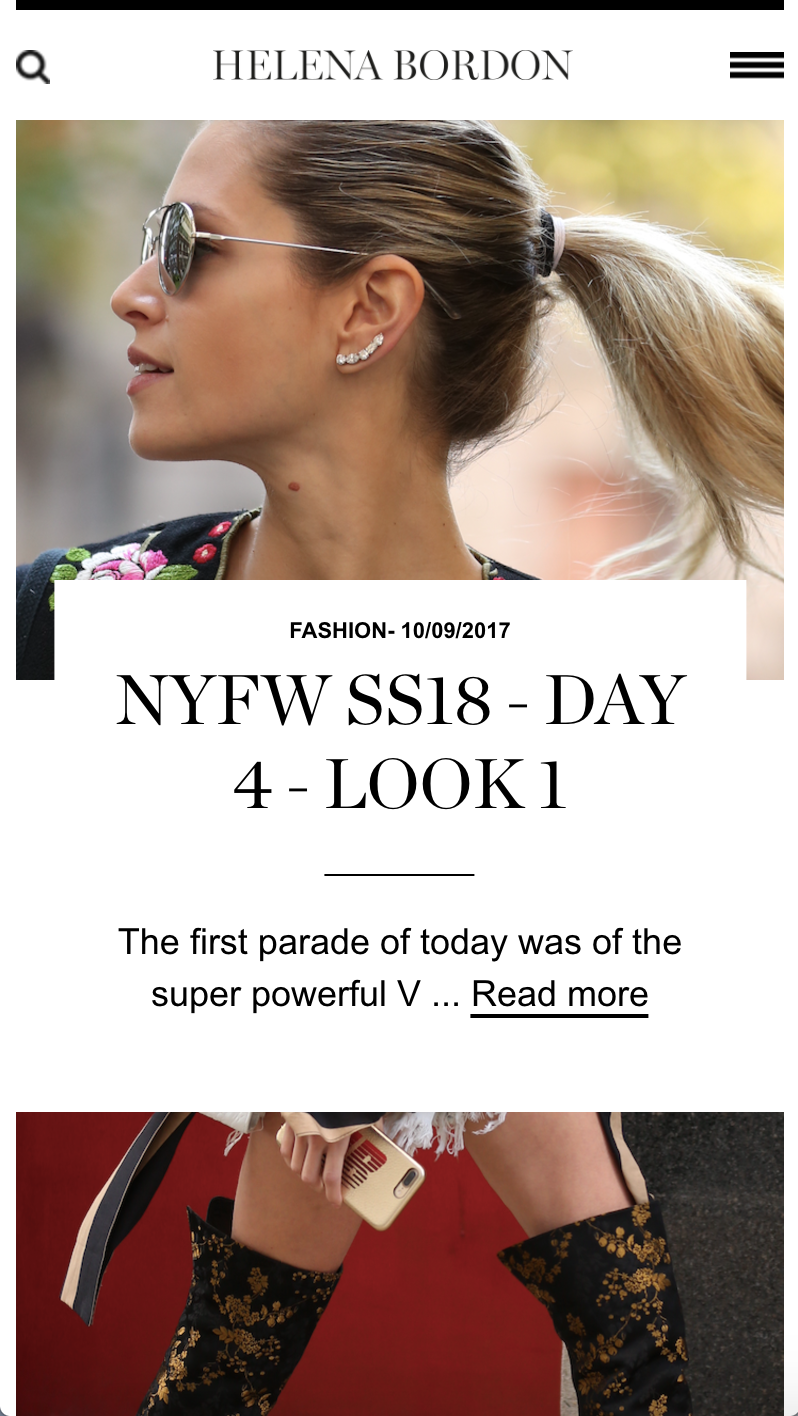 HELENA BORDON
FASHION- 10/09/2017
NYFW SS18 - DAY
4 - LOOK 1
The first parade of today was of the
super powerful V ... Read more